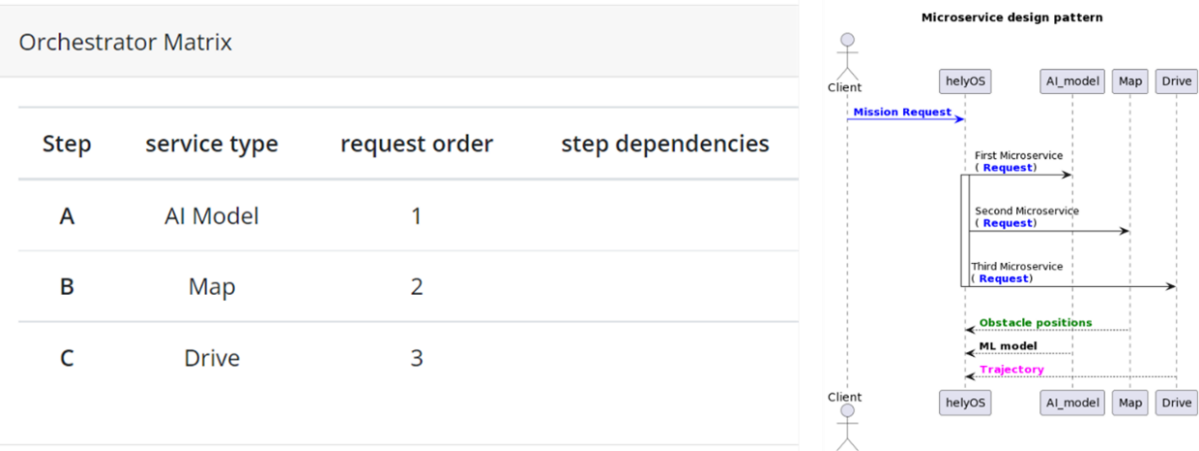 Orchestrator Matrix
Step service type request order step dependencies
A AI Model 1
B Map 2
C Drive 3
Microservice design pattern
Client
helyOS AI_model Map Drive
Mission Request
First Microservice
( Request)
Second Microservice
( Request)
Third Microservice
( Request)
Obstacle positions
ML model
Trajectory
Client
helyOS AI_model Map Drive